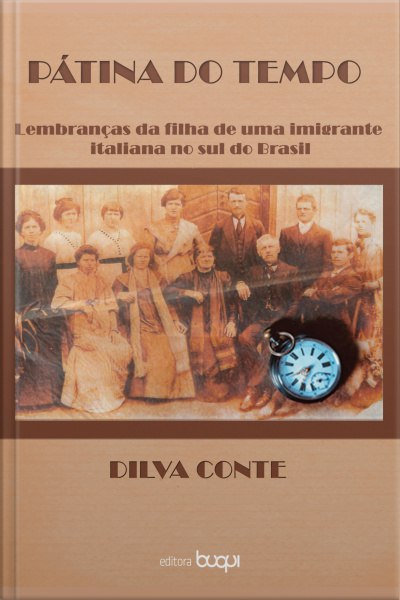 PÁTINA DO TEMPO
Lembranças da filha de uma imigrante
italiana no sul do Brasil
DILVA CONTE
editora buqui